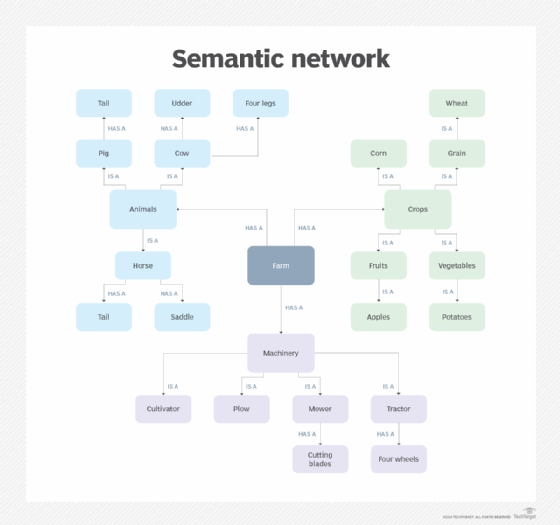 Semantic network
Tail
Udder
Four legs
Wheat
HAS A
HAS A
HAS A
IS A
Pig
Cow
Corn
Grain
IS A
IS A
IS A
IS A
Animals
Crops
HAS A
HAS A
IS A
IS A
IS A
Horse
Farm
Fruits
Vegetables
HAS A
HAS A
IS A
IS A
HAS A
Tail
Saddle
Apples
Potatoes
Machinery
IS A
IS A
IS A
IS A
Cultivator
Plow
Mower
Tractor
HAS A
HAS A
Cutting
blades
Four wheels
TechTarget